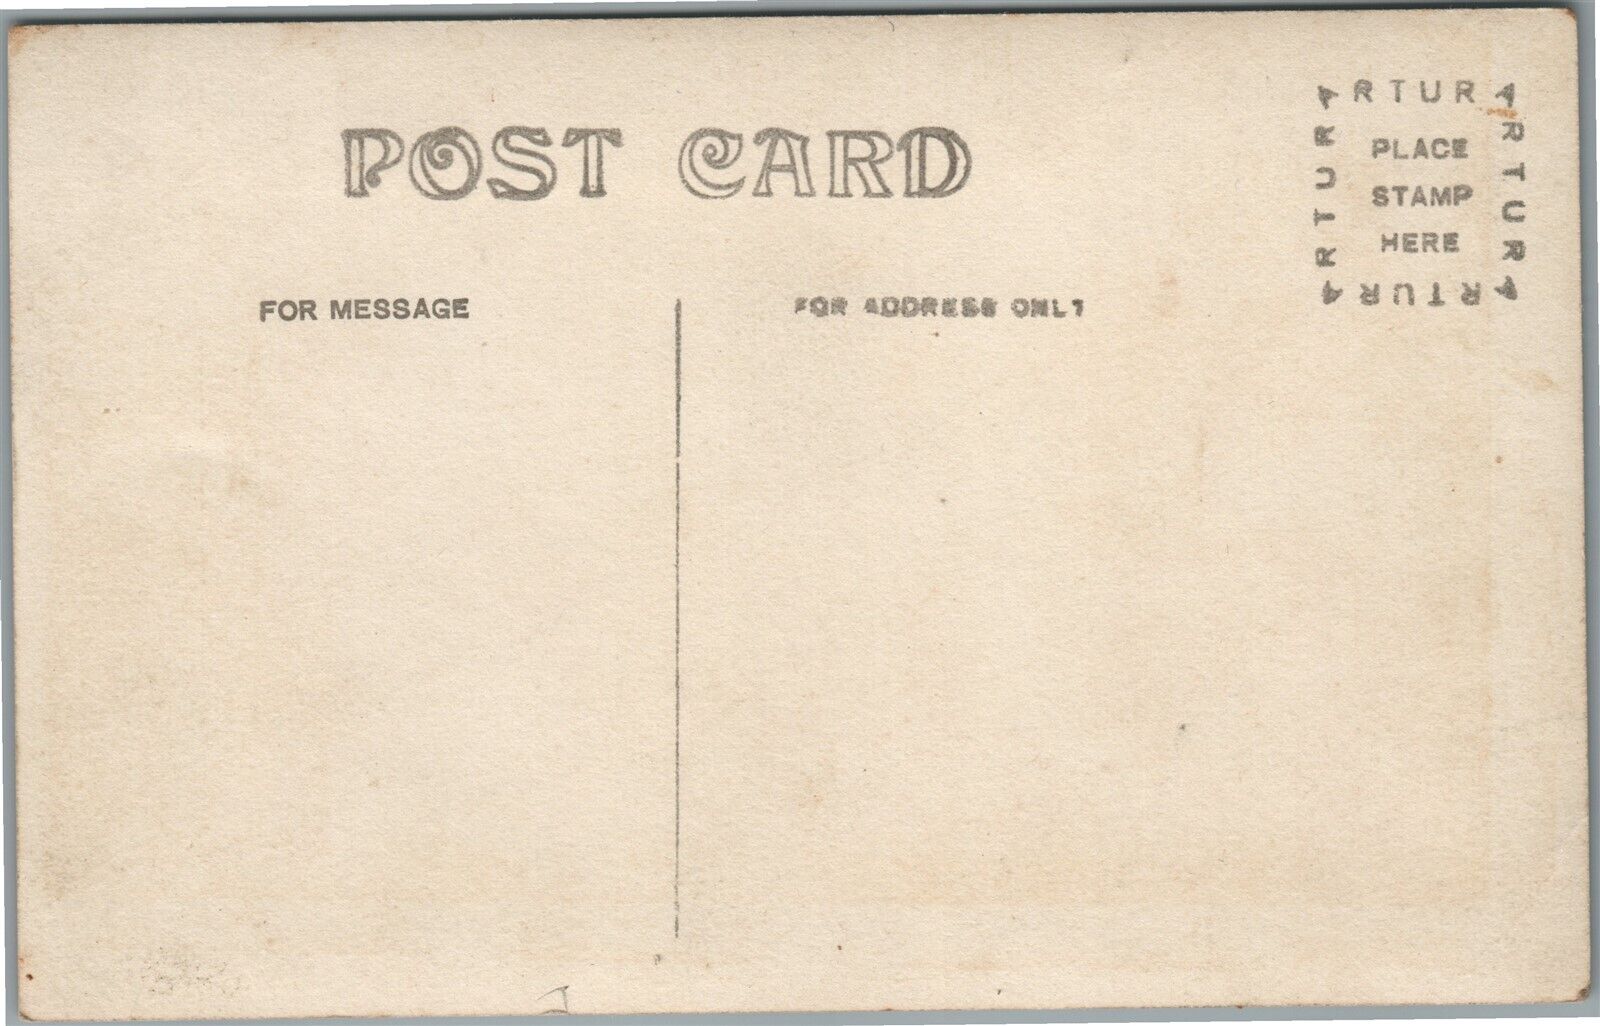 POST CARD
ARTURA
ARTURA
ARTURA
ARTURA
PLACE
STAMP
HERE
FOR MESSAGE
FOR ADDRESS ONLY